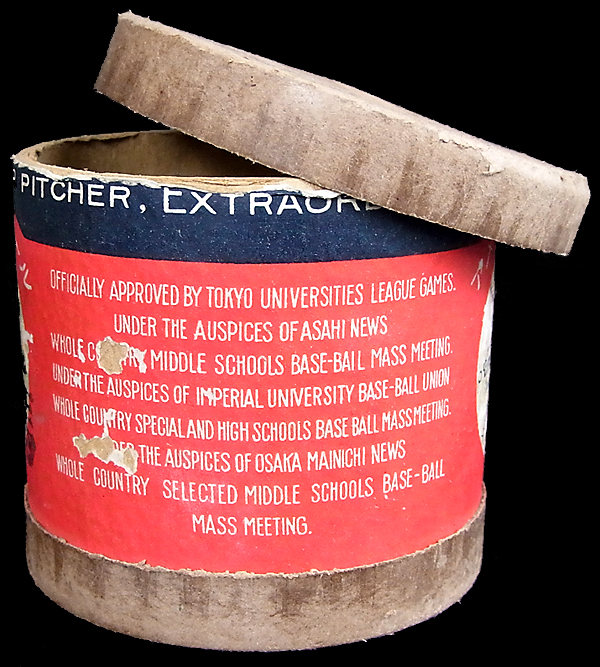 PITCHER, EXTRAOR
OFFICIALLY APPROVED BY TOKYO UNIVERSITIES LEAGUE GAMES.
UNDER THE AUSPICES OF ASAHI NEWS
WHOLE MIDDLE SCHOOLS BASE-BALL MASS MEETING.
UNDER THE AUSPICES OF IMPERIAL UNIVERSITY BASE-BALL UNION
WHOLE COUNTRY SPECIAL AND HIGH SCHOOLS BASE BALL MASS MEETING.
THE AUSPICES OF OSAKA MAINICHI NEWS
WHOLE COUNTRY SELECTED MIDDLE SCHOOLS BASE-BALL
MASS MEETING.